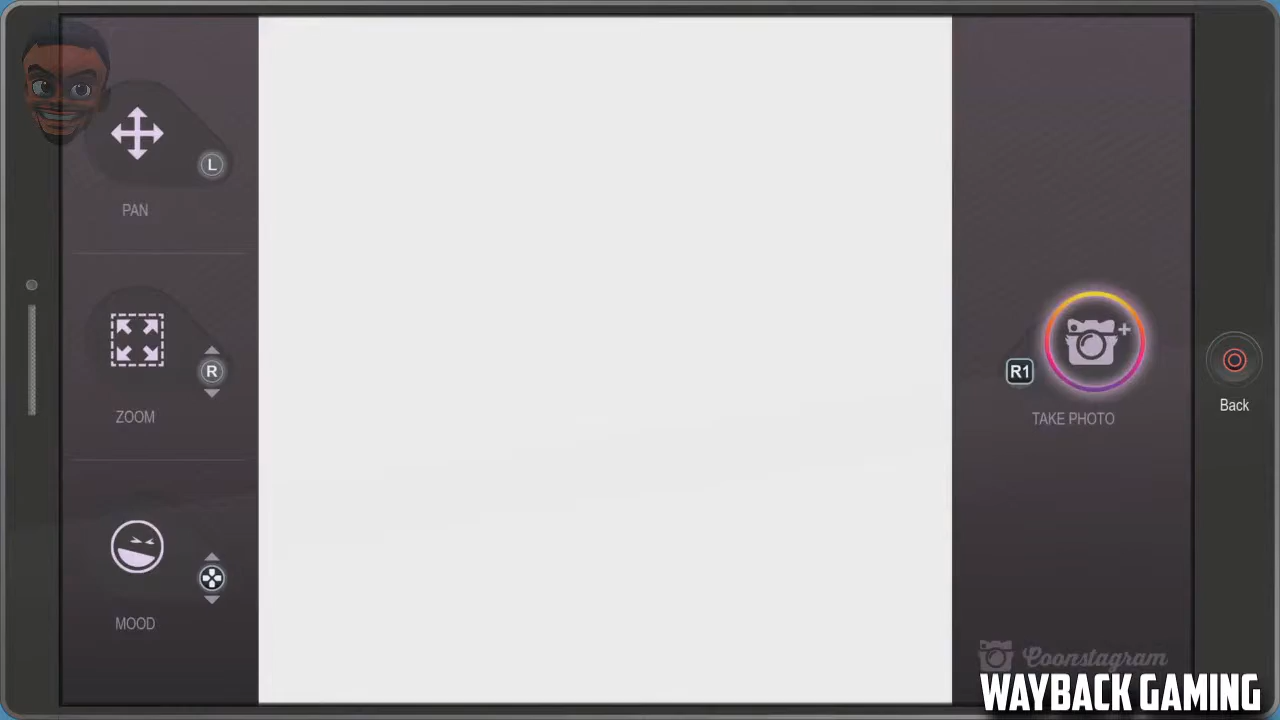 L
PAN
R
ZOOM
MOOD
R1
TAKE PHOTO
Back
Coonstagram
WAYBACK GAMING